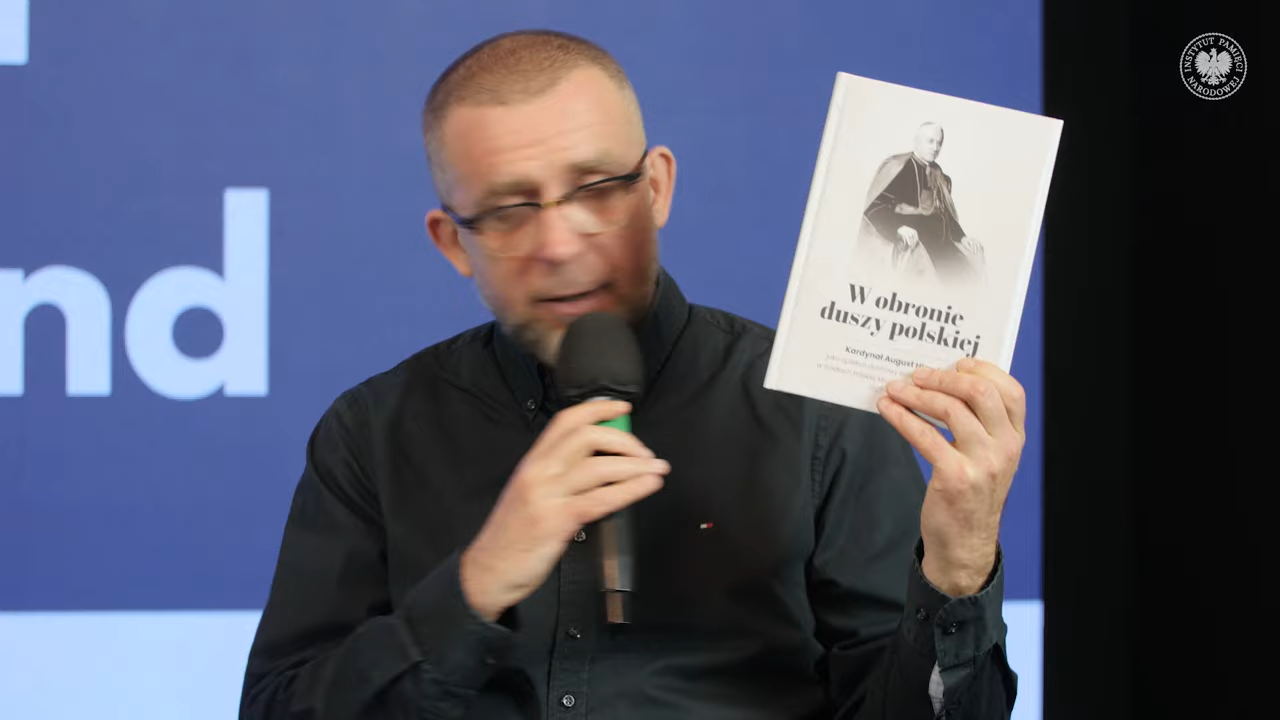 nd
INSTYTUT PAMIĘCI
NARODOWEJ
W obronie
duszy polskiej
Kardynał August